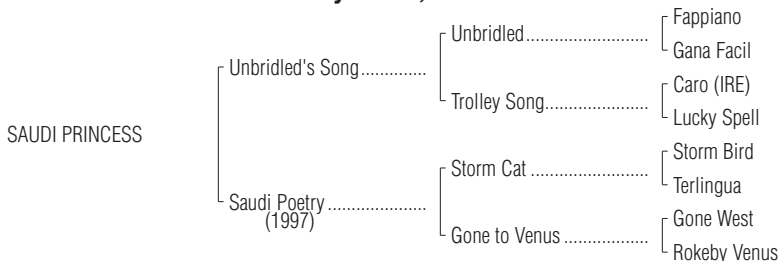 Fappiano
Unbridled..............................
Gana Facil
Unbridled's Song..............
Caro (IRE)
Trolley Song.........................
Lucky Spell
SAUDI PRINCESS
Storm Bird
Storm Cat .............................
Terlingua
Saudi Poetry .....................
(1997)
Gone West
Gone to Venus ....................
Rokeby Venus